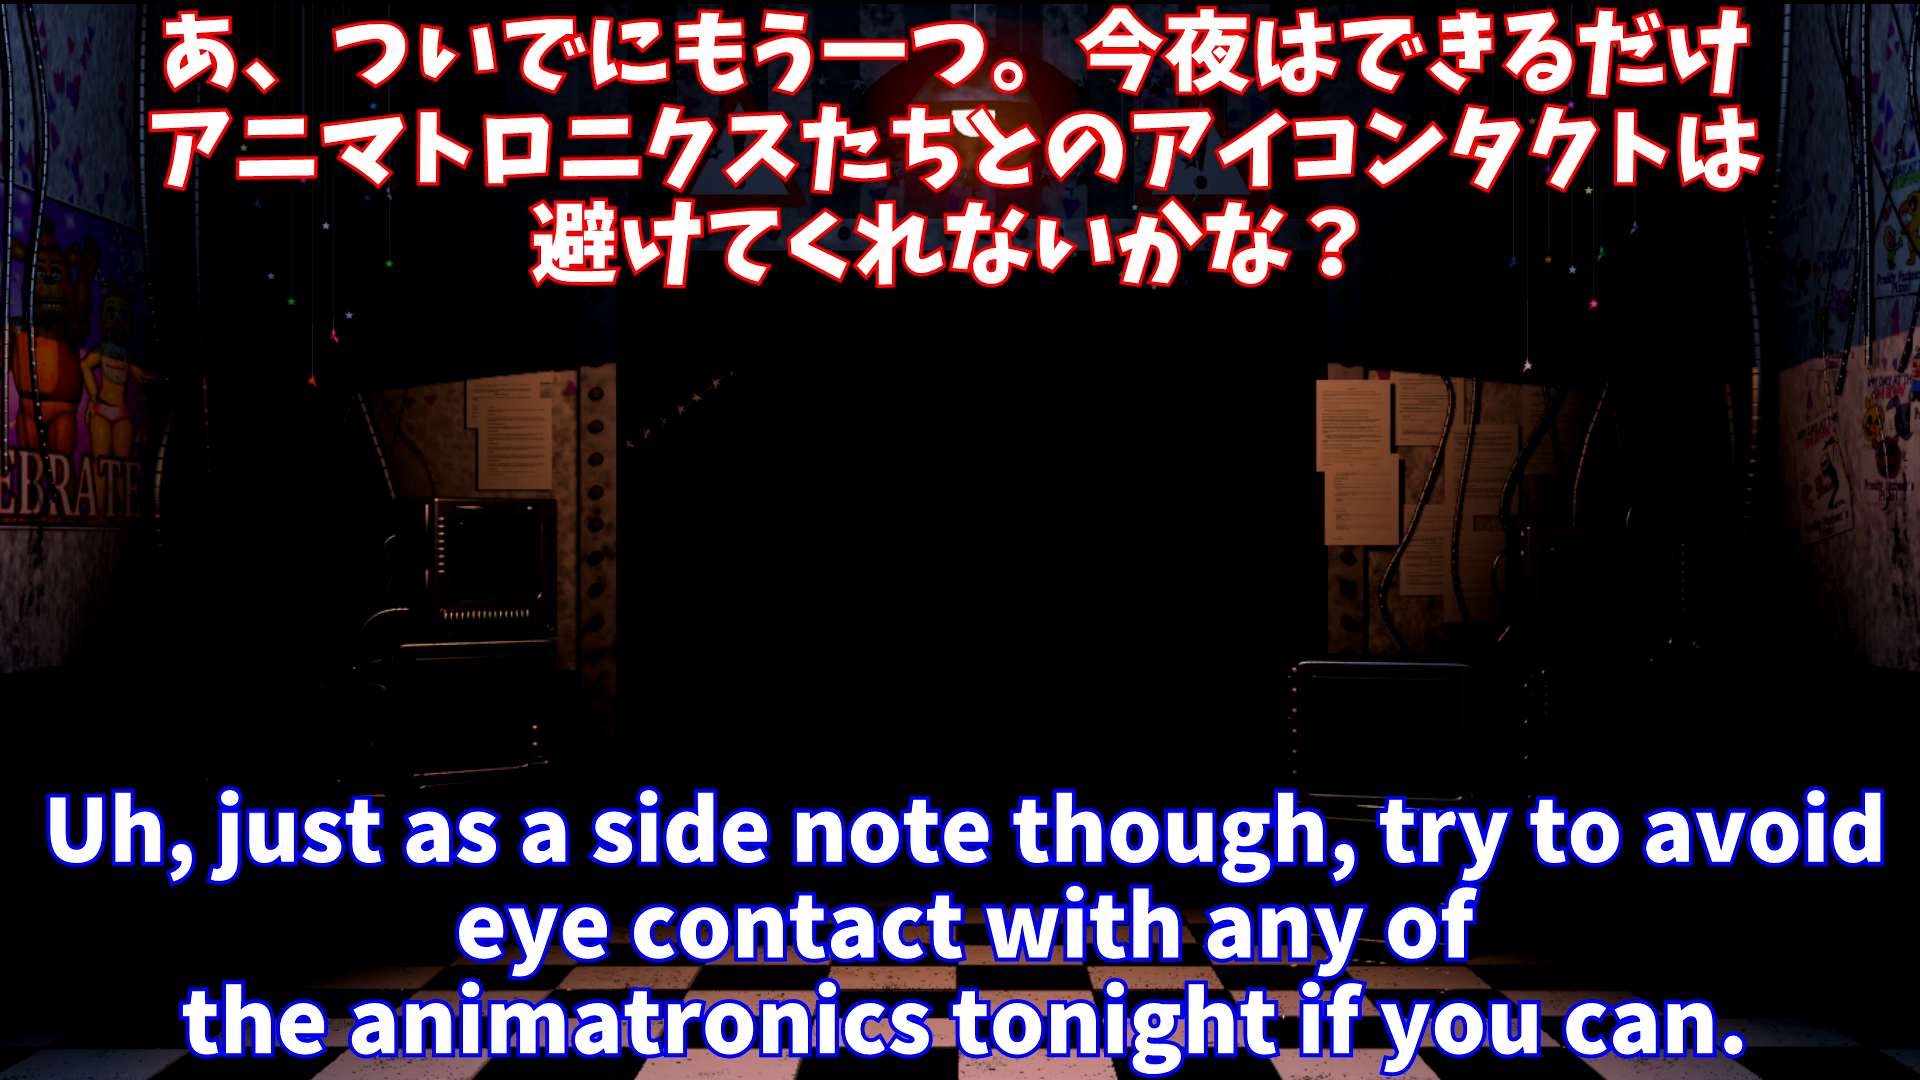 あ、ついでにもう一つ。今夜はできるだけ
アニマトロニクスたちとのアイコンタクトは
避けてくれないかな？
EBRATE
Uh, just as a side note though, try to avoid
eye contact with any of
the animatronics tonight if you can.